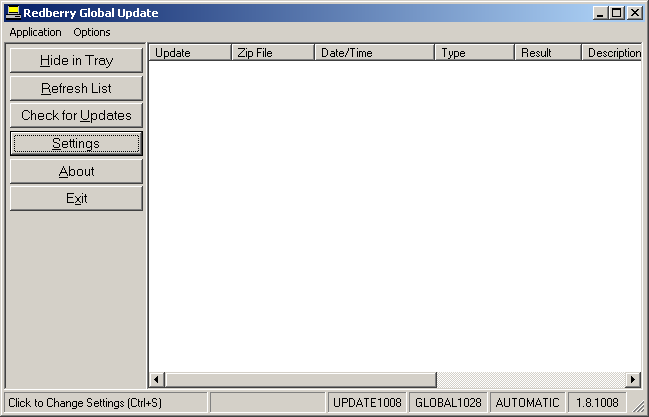 Redberry Global Update
Application Options
Hide in Tray
Refresh List
Check for Updates
Settings
About
Exit
Update Zip File Date/Time Type Result Description
Click to Change Settings (Ctrl+S) UPDATE1008 GLOBAL1028 AUTOMATIC 1.8.1008